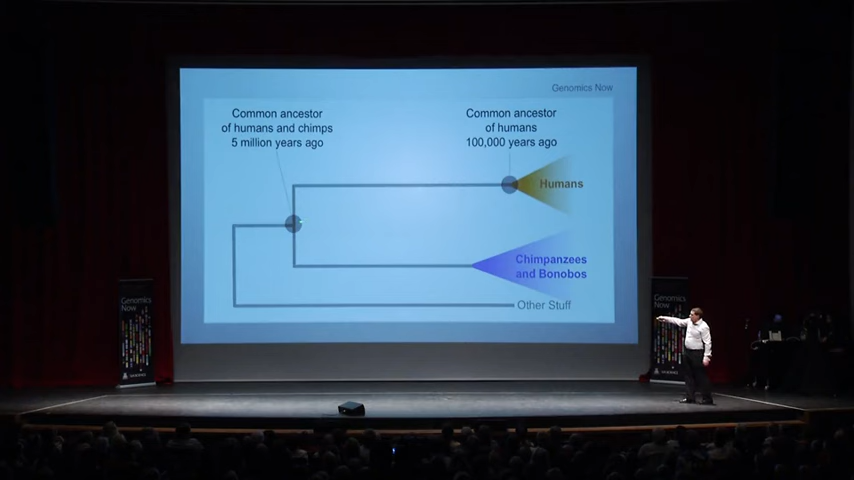 Genomics Now
Common ancestor
of humans and chimps
5 million years ago
Common ancestor
of humans
100,000 years ago
Humans
Chimpanzees
and Bonobos
Other Stuff
Genomics
Now
Genomics
Now